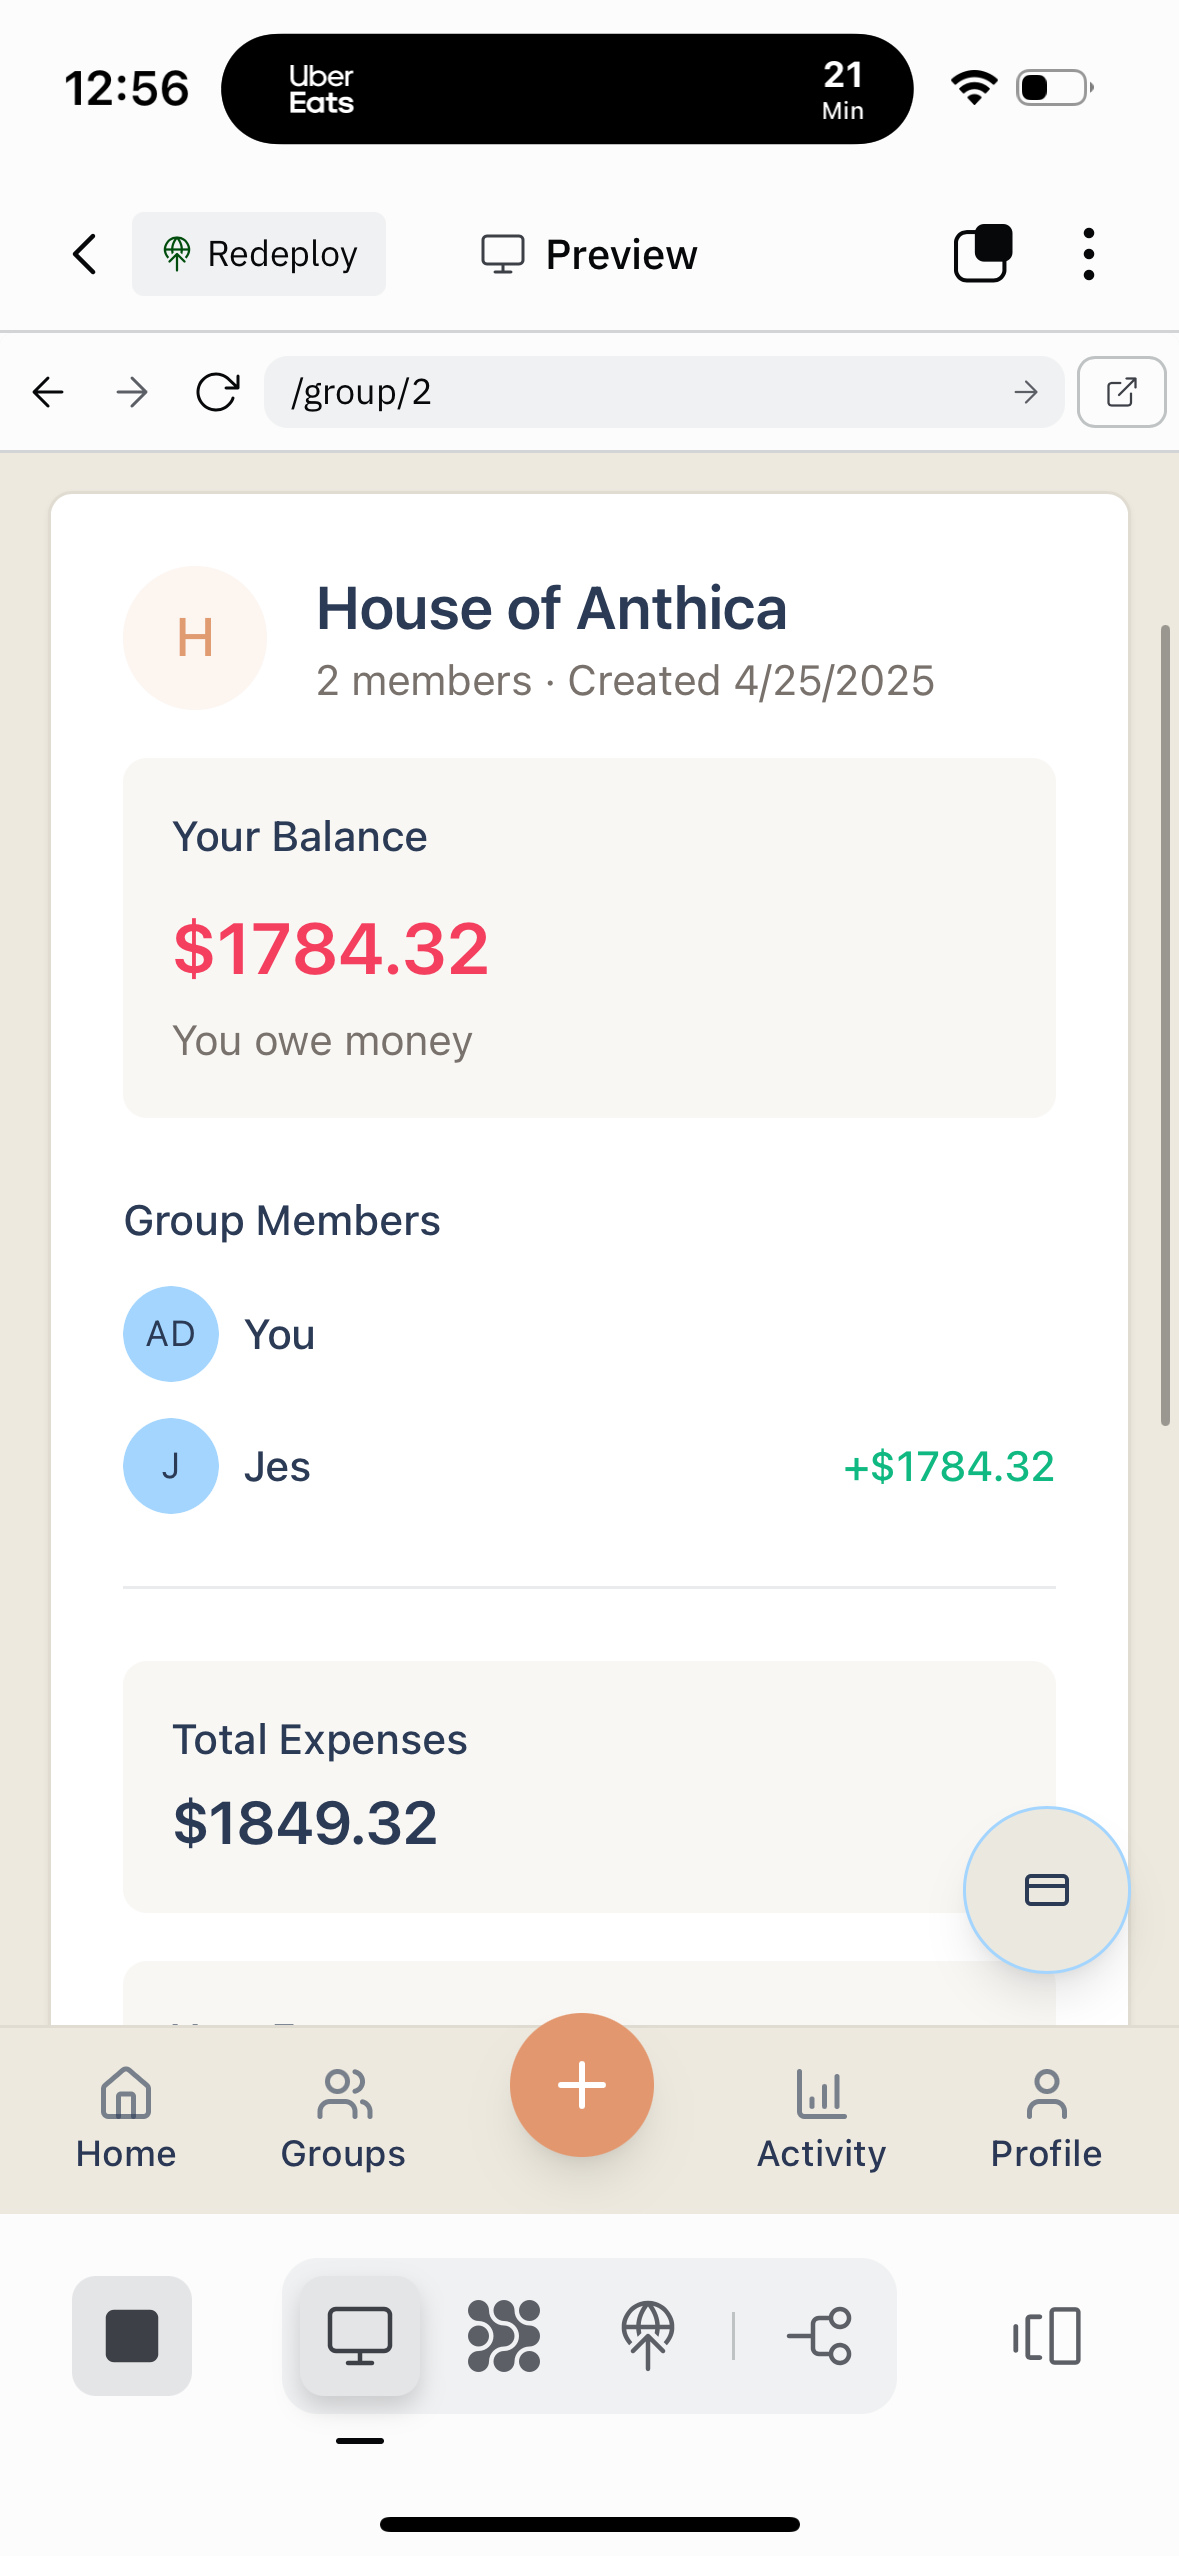 12:56
Uber
Eats
21
Min
Redeploy
Preview
/group/2
H
House of Anthica
2 members · Created 4/25/2025
Your Balance
$1784.32
You owe money
Group Members
AD
You
J
Jes
+$1784.32
Total Expenses
$1849.32
Home
Groups
Activity
Profile